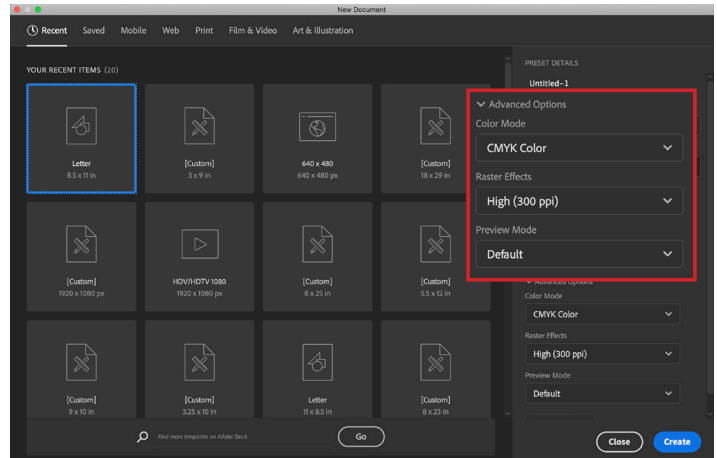 New Document
Recent Saved Mobile Web Print Film & Video Art & Illustration
YOUR RECENT ITEMS (20)
Letter
8.5 x 11 in
[Custom]
3 x 9 in
640 x 480
640 x 480 px
[Custom]
18 x 29 in
[Custom]
1920 x 1080 px
HDV/HDTV 1080
1920 x 1080 px
[Custom]
8 x 25 in
[Custom]
5.5 x 12 in
[Custom]
9 x 10 in
[Custom]
3.25 x 10 in
Letter
11 x 8.5 in
[Custom]
8 x 23 in
Find more templates on Adobe Stock
Go
PRESET DETAILS
Untitled-1
Advanced Options
Color Mode
CMYK Color
Raster Effects
High (300 ppi)
Preview Mode
Default
Advanced Options
Color Mode
CMYK Color
Raster Effects
High (300 ppi)
Preview Mode
Default
Close
Create